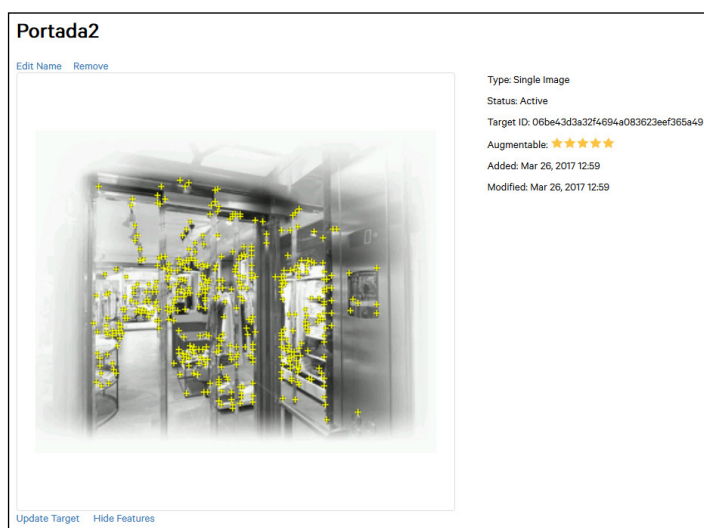 Portada2
Edit Name Remove
Type: Single Image
Status: Active
Target ID: 06be43d3a32f4694a083623eef365a49
Augmentable:
Added: Mar 26, 2017 12:59
Modified: Mar 26, 2017 12:59
Update Target Hide Features